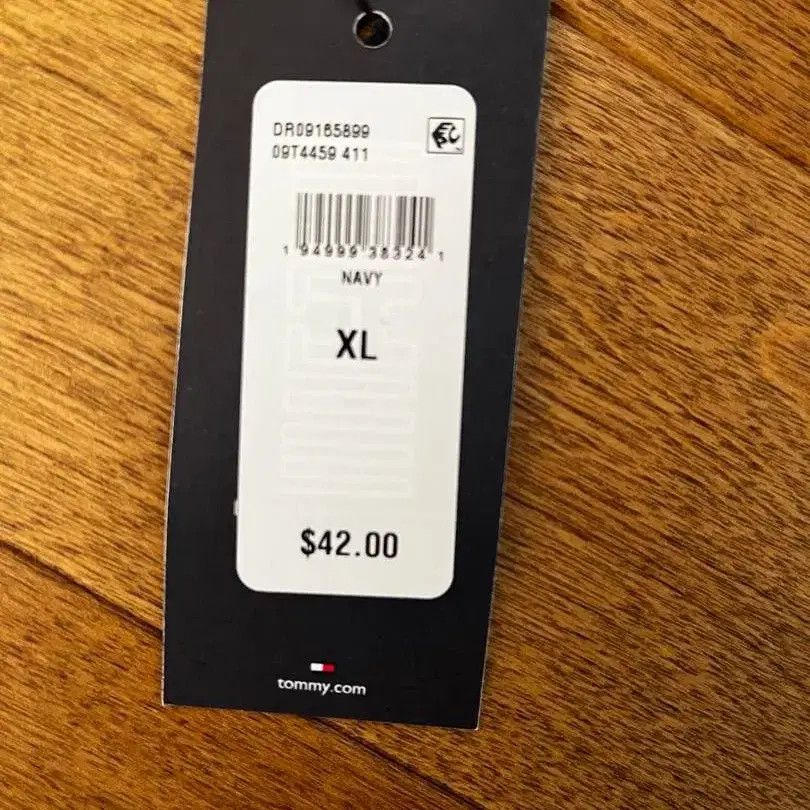 DR09165899
09T4459 411
1 94999 38324 1
NAVY
XL
$42.00
tommy.com